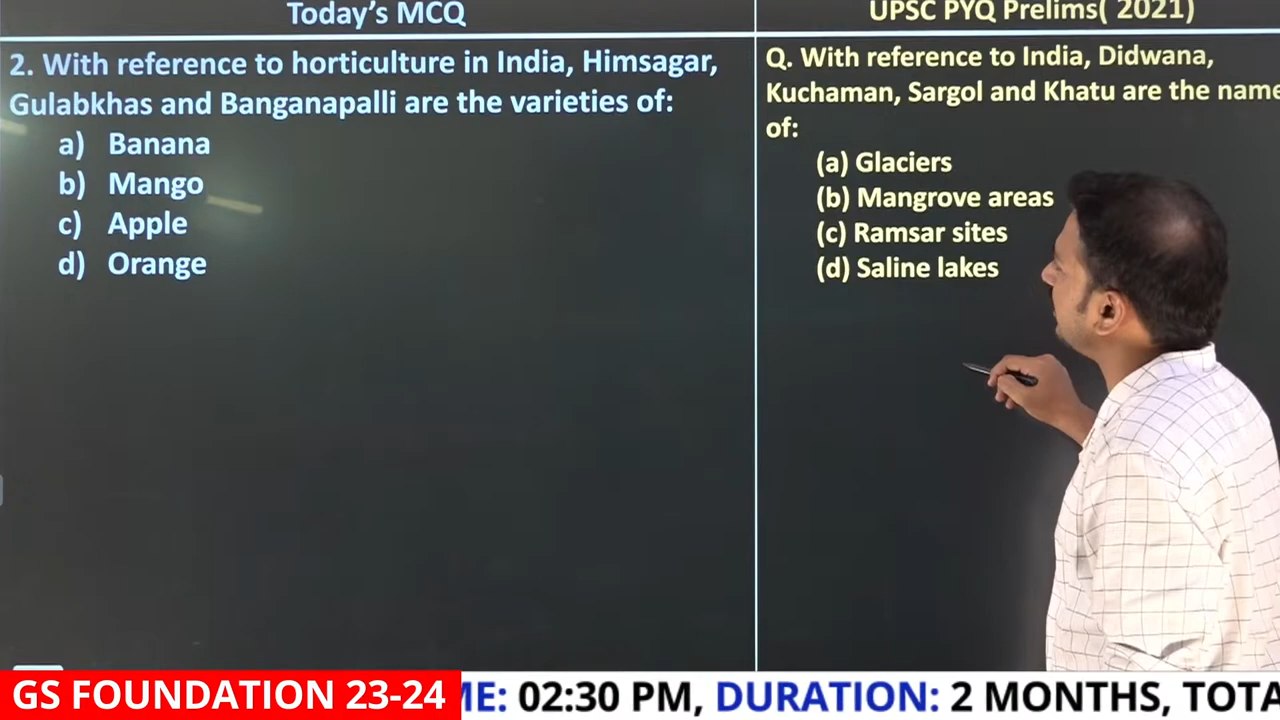 Today's MCQ
2. With reference to horticulture in India, Himsagar,
Gulabkhas and Banganapalli are the varieties of:
a) Banana
b) Mango
c) Apple
d) Orange
UPSC PYQ Prelims( 2021)
Q. With reference to India, Didwana,
Kuchaman, Sargol and Khatu are the name
of:
(a) Glaciers
(b) Mangrove areas
(c) Ramsar sites
(d) Saline lakes
GS FOUNDATION 23-24
ME: 02:30 PM, DURATION: 2 MONTHS, TOTA